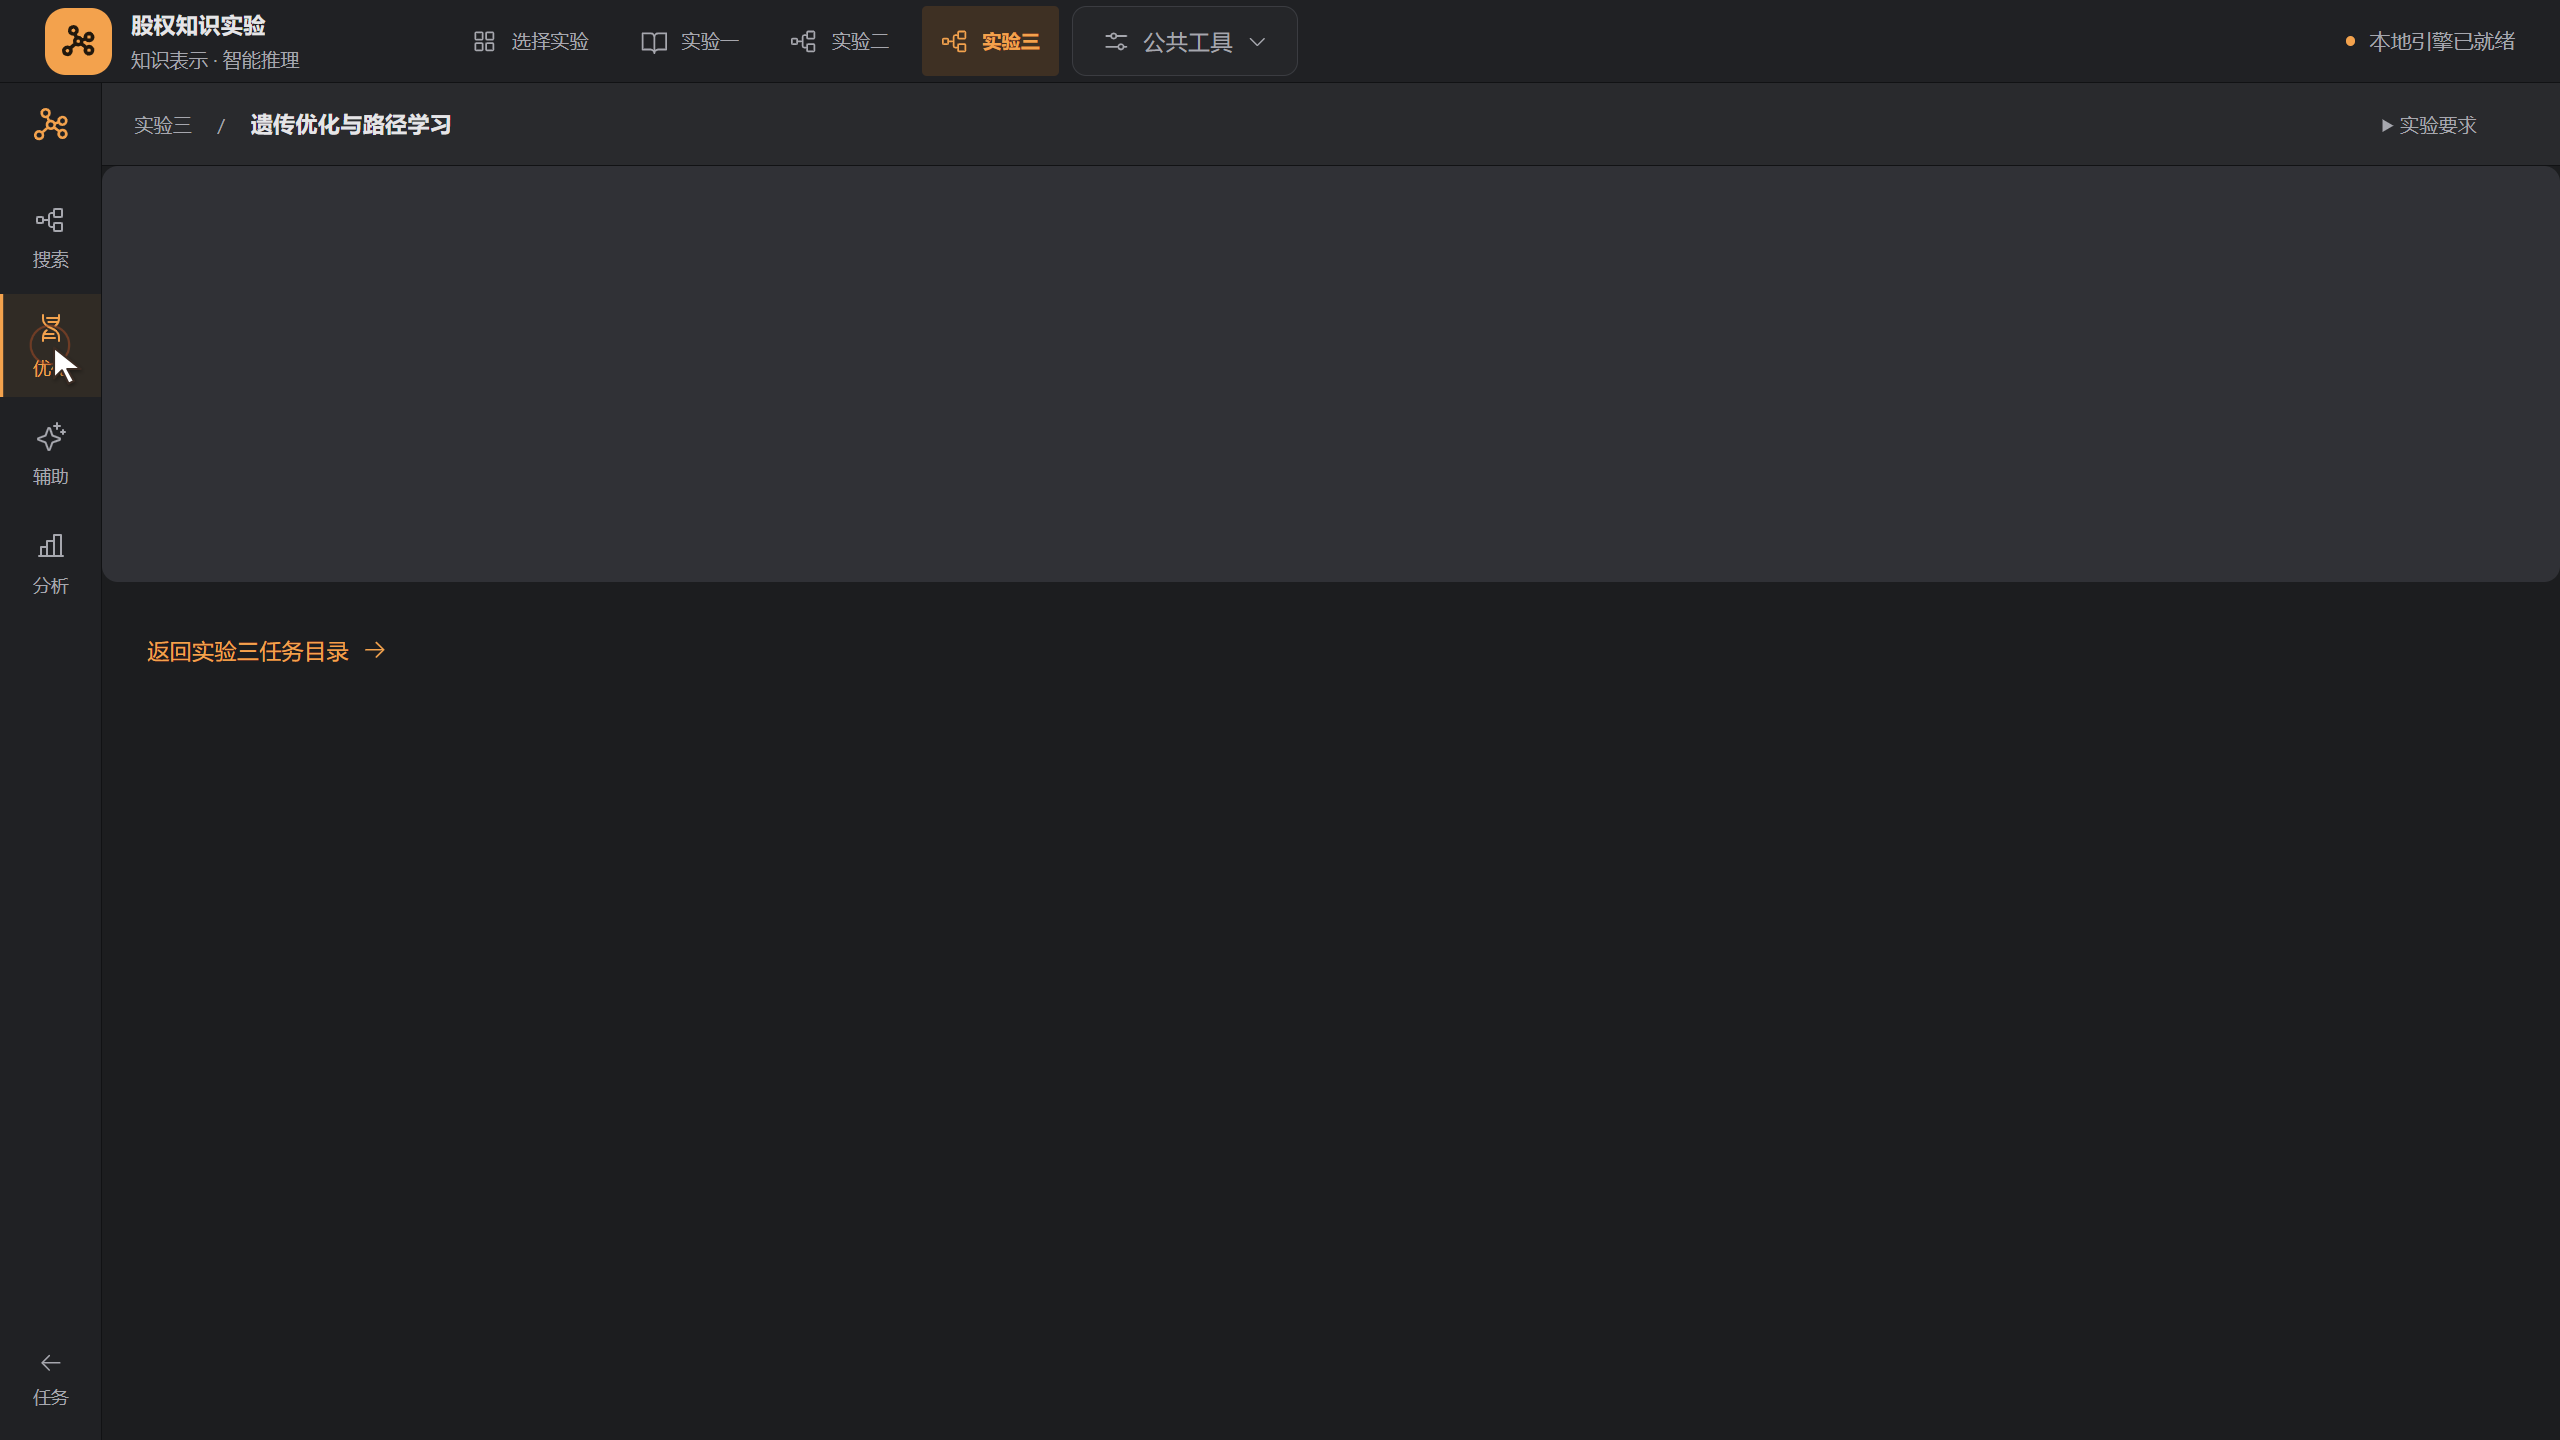 股权知识实验
知识表示 · 智能推理
选择实验
实验一
实验二
实验三
公共工具
本地引擎已就绪
实验三 / 遗传优化与路径学习
▶ 实验要求
搜索
优
辅助
分析
返回实验三任务目录 →
← 任务